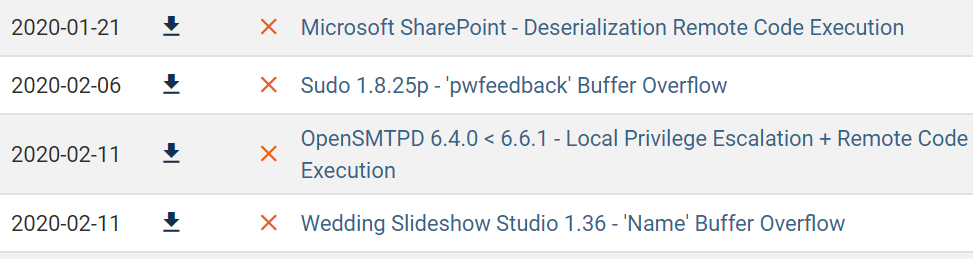 2020-01-21 Microsoft SharePoint - Deserialization Remote Code Execution
2020-02-06 Sudo 1.8.25p - 'pwfeedback' Buffer Overflow
2020-02-11 OpenSMTPD 6.4.0 < 6.6.1 - Local Privilege Escalation + Remote Code
Execution
2020-02-11 Wedding Slideshow Studio 1.36 - 'Name' Buffer Overflow